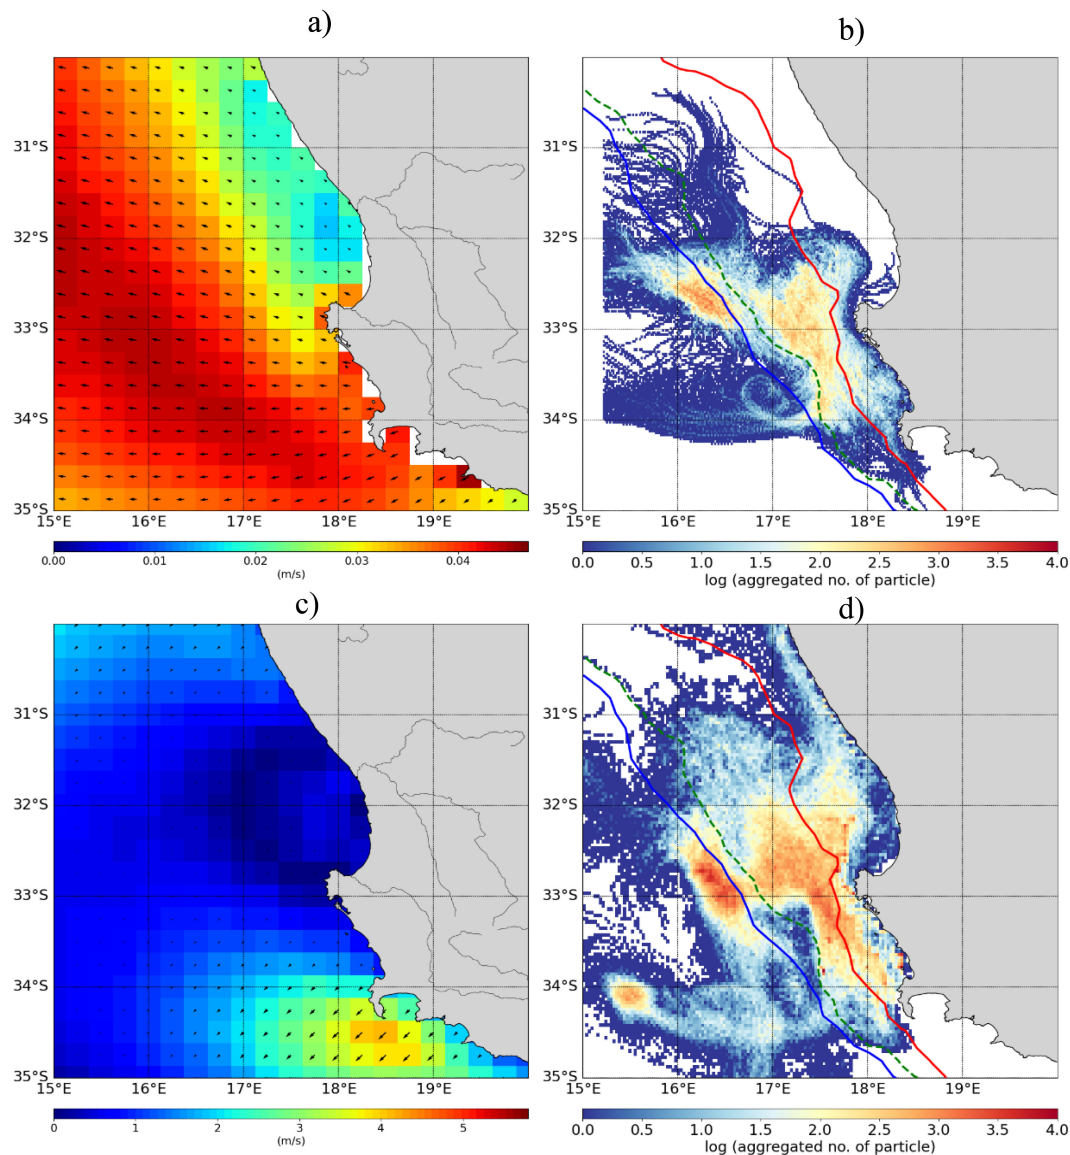 a)
b)
31°S
32°S
33°S
34°S
35°S
15°E 16°E 17°E 18°E 19°E
0.00 0.01 0.02 0.03 0.04
(m/s)
31°S
32°S
33°S
34°S
35°S
15°E 16°E 17°E 18°E 19°E
0.0 0.5 1.0 1.5 2.0 2.5 3.0 3.5 4.0
log (aggregated no. of particle)
c)
d)
31°S
32°S
33°S
34°S
35°S
15°E 16°E 17°E 18°E 19°E
0 1 2 3 4 5
(m/s)
31°S
32°S
33°S
34°S
35°S
15°E 16°E 17°E 18°E 19°E
0.0 0.5 1.0 1.5 2.0 2.5 3.0 3.5 4.0
log (aggregated no. of particle)